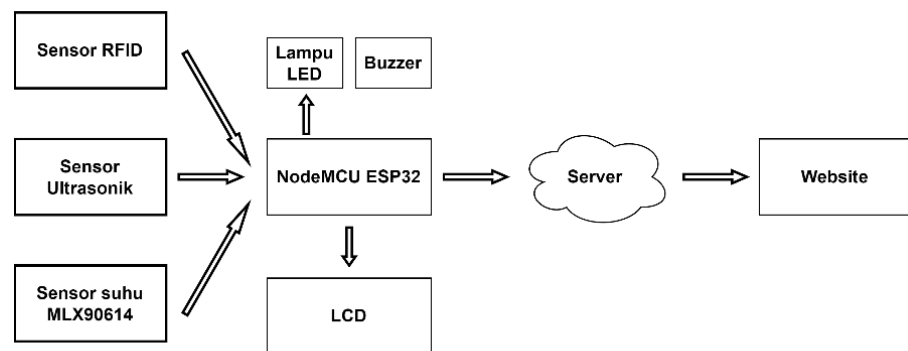 Sensor RFID
Lampu
LED
Buzzer
Sensor
Ultrasonik
NodeMCU ESP32
Server
Website
Sensor suhu
MLX90614
LCD